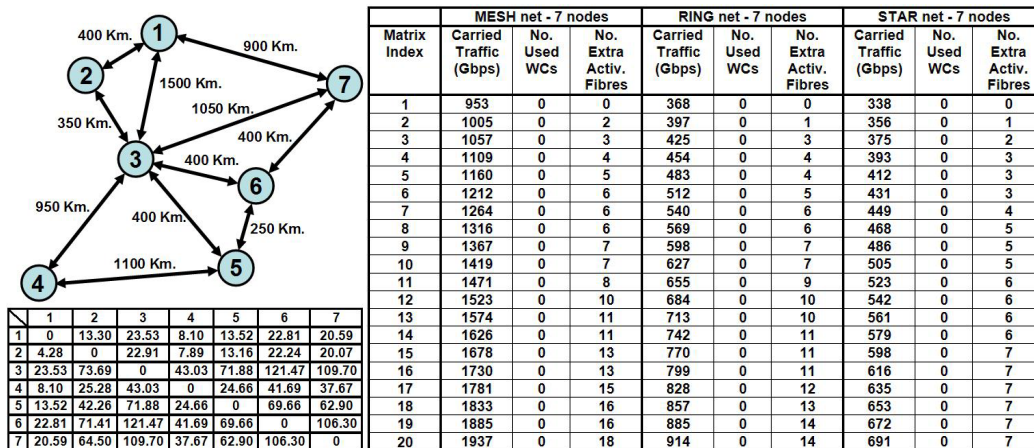 400 Km.
1
900 Km.
2
1500 Km.
7
1050 Km.
350 Km.
400 Km.
3
400 Km.
6
950 Km.
400 Km.
250 Km.
1100 Km.
5
4
1 2 3 4 5 6 7
1 0 13.30 23.53 8.10 13.52 22.81 20.59
2 4.28 0 22.91 7.89 13.16 22.24 20.07
3 23.53 73.69 0 43.03 71.88 121.47 109.70
4 8.10 25.28 43.03 0 24.66 41.69 37.67
5 13.52 42.26 71.88 24.66 0 69.66 62.90
6 22.81 71.41 121.47 41.69 69.66 0 106.30
7 20.59 64.50 109.70 37.67 62.90 106.30 0
MESH net - 7 nodes RING net - 7 nodes STAR net - 7 nodes
Matrix Carried No. No. Carried No. No. Carried No. No.
Index Traffic Used Extra Traffic Used Extra Traffic Used Extra
(Gbps) WCs Activ. (Gbps) WCs Activ. (Gbps) WCs Activ.
Fibres Fibres Fibres
1 953 0 0 368 0 0 338 0 0
2 1005 0 2 397 0 1 356 0 1
3 1057 0 3 425 0 3 375 0 2
4 1109 0 4 454 0 4 393 0 3
5 1160 0 5 483 0 4 412 0 3
6 1212 0 6 512 0 5 431 0 3
7 1264 0 6 540 0 6 449 0 4
8 1316 0 6 569 0 6 468 0 5
9 1367 0 7 598 0 7 486 0 5
10 1419 0 7 627 0 7 505 0 5
11 1471 0 8 655 0 9 523 0 6
12 1523 0 10 684 0 10 542 0 6
13 1574 0 11 713 0 10 561 0 6
14 1626 0 11 742 0 11 579 0 6
15 1678 0 13 770 0 11 598 0 7
16 1730 0 13 799 0 11 616 0 7
17 1781 0 15 828 0 12 635 0 7
18 1833 0 16 857 0 13 653 0 7
19 1885 0 16 885 0 14 672 0 7
20 1937 0 18 914 0 14 691 0 7